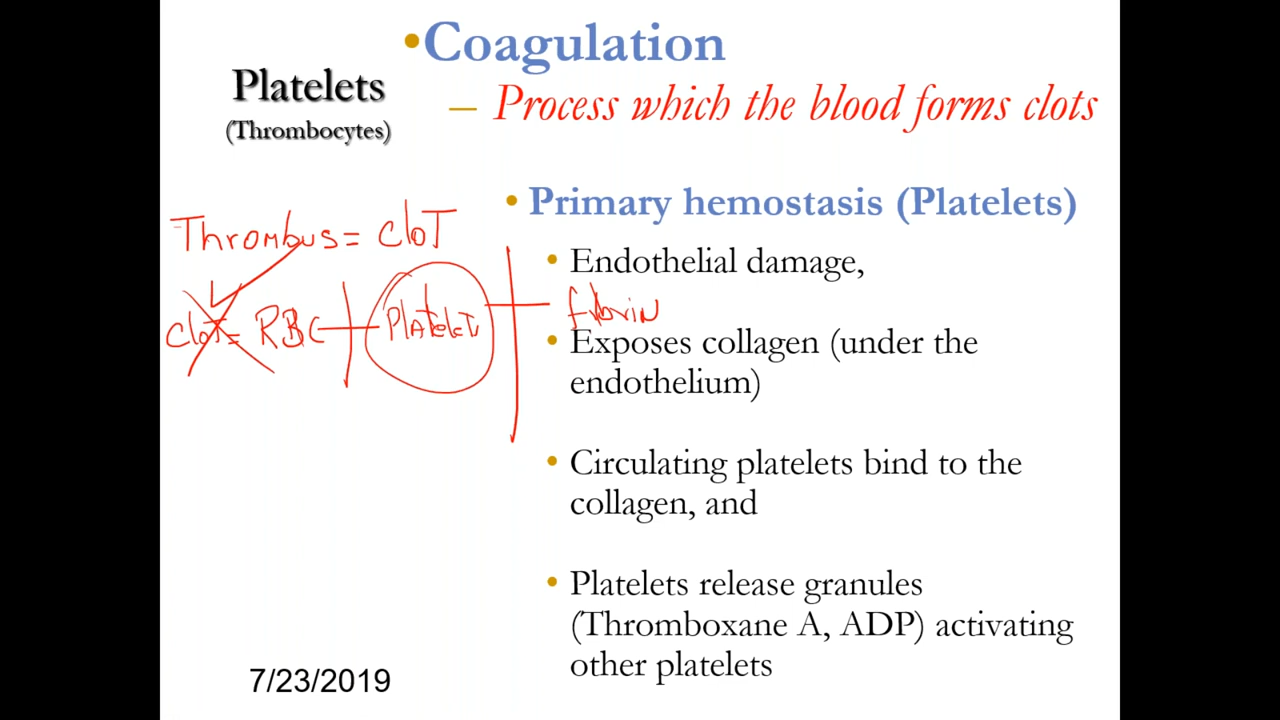 •Coagulation
Platelets
(Thrombocytes)
– Process which the blood forms clots
• Primary hemostasis (Platelets)
Thrombus = cloT
• Endothelial damage,
fibrin
cloT = RBC + PlAteleTs +
• Exposes collagen (under the
endothelium)
• Circulating platelets bind to the
collagen, and
• Platelets release granules
(Thromboxane A, ADP) activating
other platelets
7/23/2019